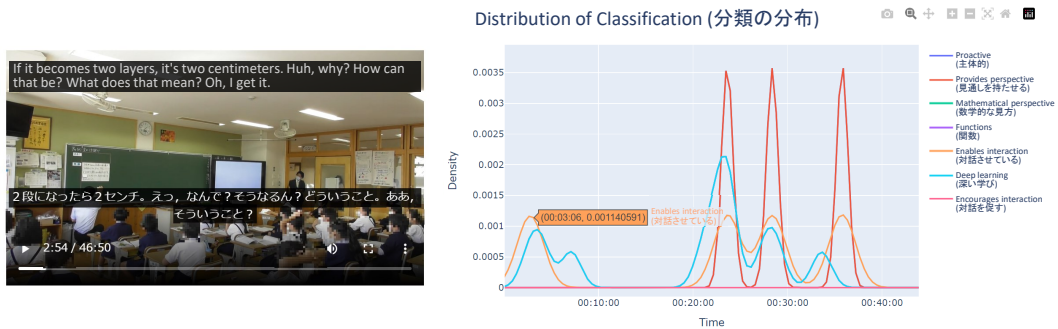 If it becomes two layers, it's two centimeters. Huh, why? How can
that be? What does that mean? Oh, I get it.
２段になったら２センチ。えっ，なんで？そうなるん？どういうこと。ああ，
そういうこと？
2:54 / 46:50
Distribution of Classification (分類の分布)
Density
0.0035
0.003
0.0025
0.002
0.0015
0.001
0.0005
0
(00:03:06, 0.001140591)
Enables interaction
(対話させている)
00:10:00
00:20:00
00:30:00
00:40:00
Time
Proactive
(主体的)
Provides perspective
(見通しを持たせる)
Mathematical perspective
(数学的な見方)
Functions
(関数)
Enables interaction
(対話させている)
Deep learning
(深い学び)
Encourages interaction
(対話を促す)